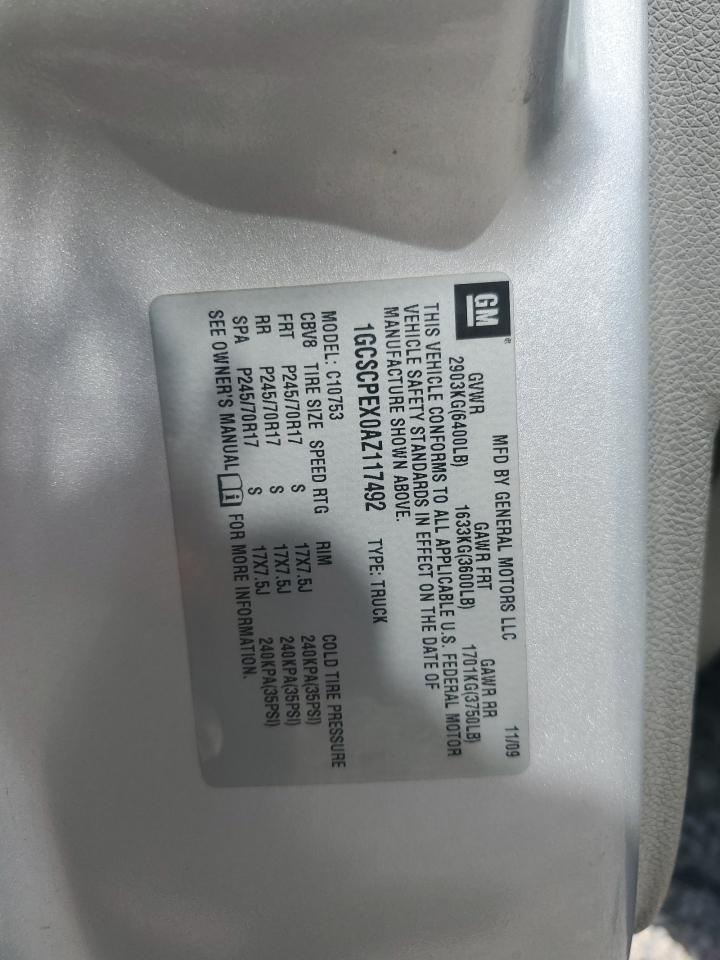 GM®
MFD BY GENERAL MOTORS LLC 11/09
GVWR GAWR FRT GAWR RR
2903KG(6400LB) 1633KG(3600LB) 1701KG(3750LB)
THIS VEHICLE CONFORMS TO ALL APPLICABLE U.S. FEDERAL MOTOR
VEHICLE SAFETY STANDARDS IN EFFECT ON THE DATE OF
MANUFACTURE SHOWN ABOVE.
1GCSCPEX0AZ117492 TYPE: TRUCK
MODEL: C10753
CBV8 TIRE SIZE SPEED RTG RIM COLD TIRE PRESSURE
FRT P245/70R17 S 17X7.5J 240KPA(35PSI)
RR P245/70R17 S 17X7.5J 240KPA(35PSI)
SPA P245/70R17 S 17X7.5J 240KPA(35PSI)
SEE OWNER'S MANUAL i FOR MORE INFORMATION.